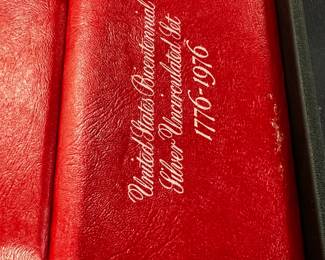 United States Bicentennial
Silver Uncirculated Set
1776-1976